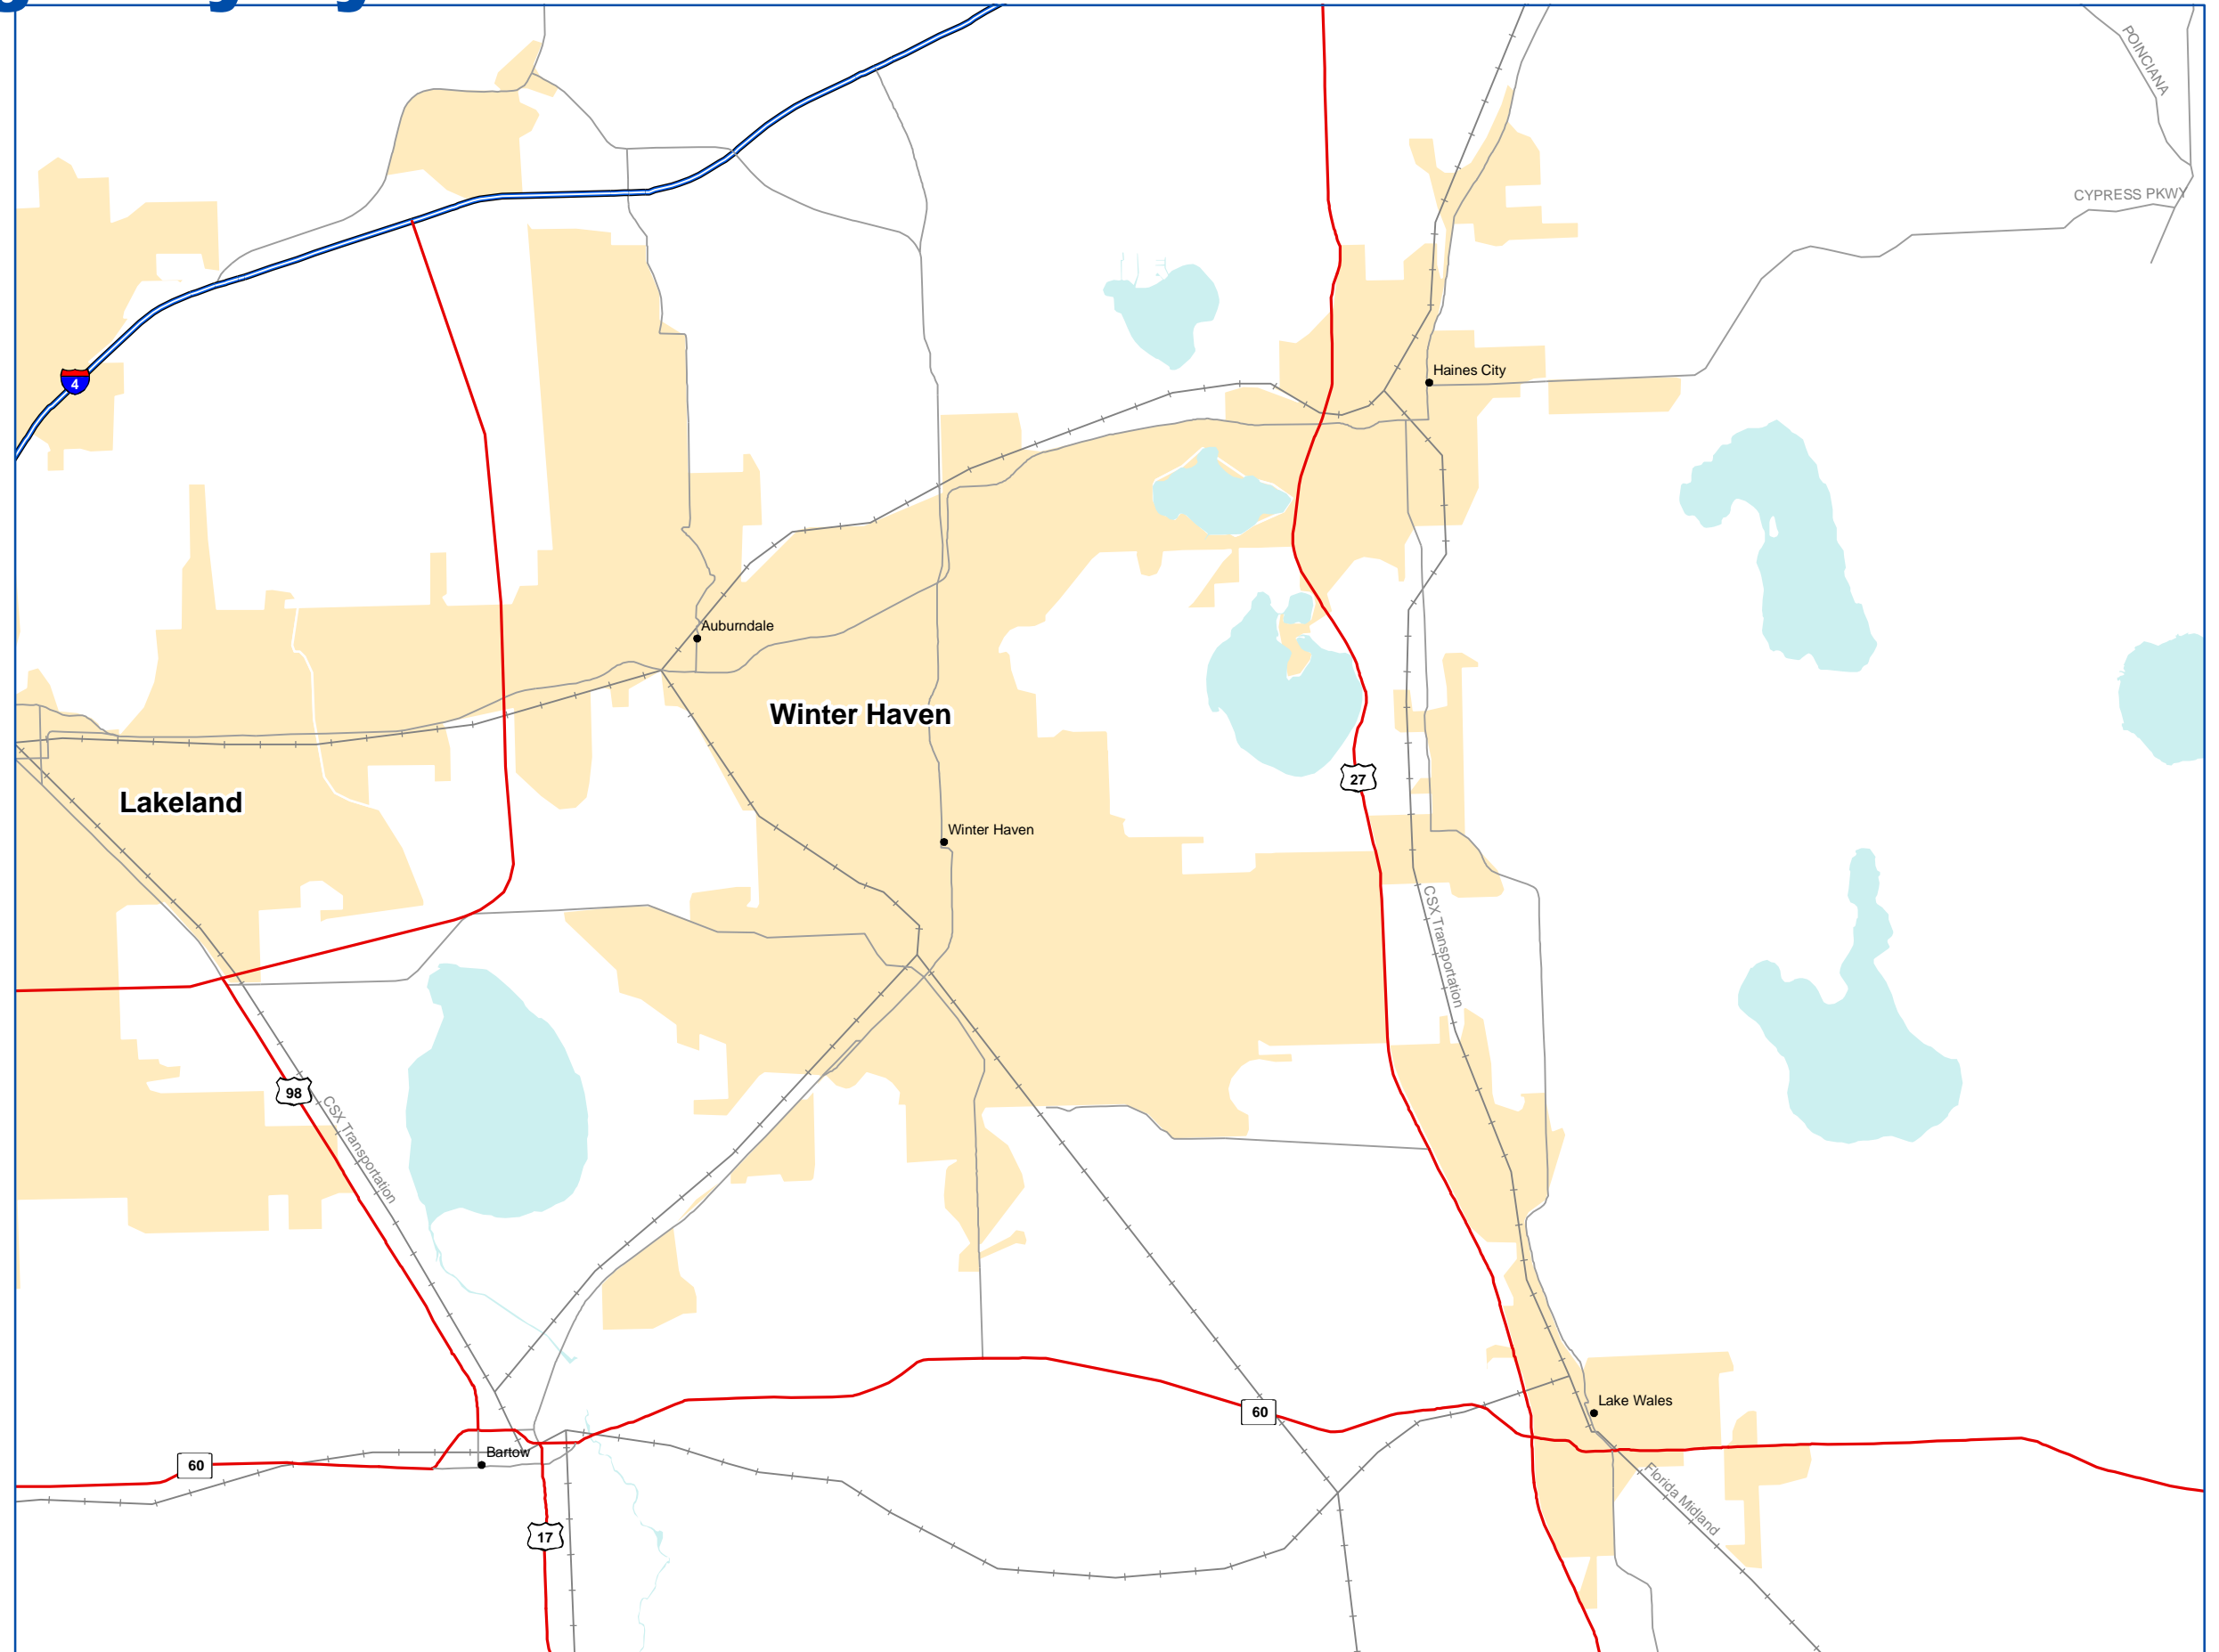 POINCIANA
CYPRESS PKWY
4
Haines City
Auburndale
Winter Haven
27
Lakeland
Winter Haven
CSX Transportation
98
CSX Transportation
Lake Wales
60
Bartow
60
Florida Midland
17